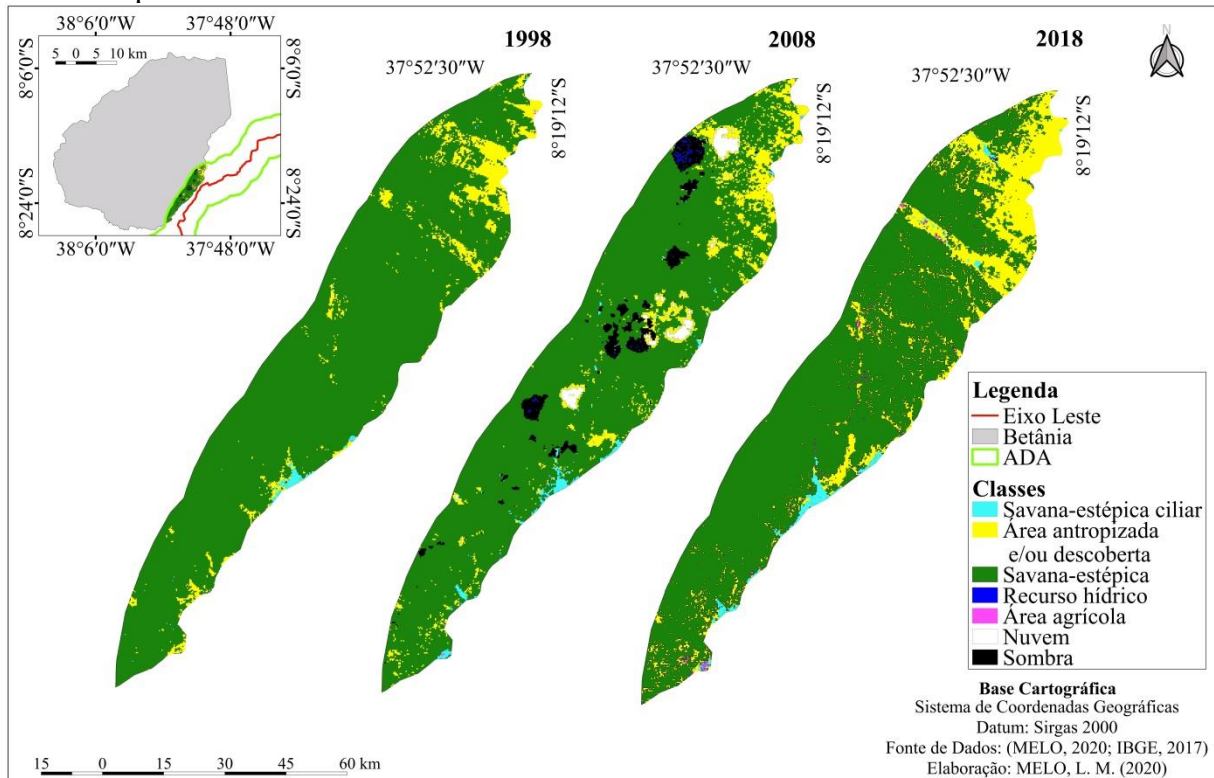 38°6′0″W 37°48′0″W
5 0 5 10 km
8°6′0″S
8°6′0″S
8°24′0″S
8°24′0″S
38°6′0″W 37°48′0″W
1998
37°52′30″W
8°19′12″S
2008
37°52′30″W
8°19′12″S
2018
37°52′30″W
8°19′12″S
N
Legenda
Eixo Leste
Betânia
ADA
Classes
Savana-estépica ciliar
Área antropizada
e/ou descoberta
Savana-estépica
Recurso hídrico
Área agrícola
Nuvem
Sombra
Base Cartográfica
Sistema de Coordenadas Geográficas
Datum: Sirgas 2000
Fonte de Dados: (MELO, 2020; IBGE, 2017)
Elaboração: MELO, L. M. (2020)
15 0 15 30 45 60 km